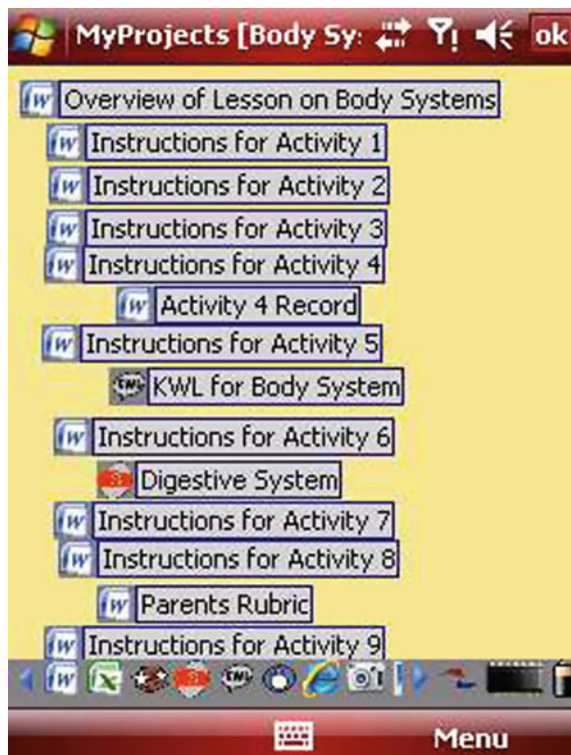 MyProjects [Body Sy: ok
Overview of Lesson on Body Systems
Instructions for Activity 1
Instructions for Activity 2
Instructions for Activity 3
Instructions for Activity 4
Activity 4 Record
Instructions for Activity 5
KWL for Body System
Instructions for Activity 6
Digestive System
Instructions for Activity 7
Instructions for Activity 8
Parents Rubric
Instructions for Activity 9
Menu